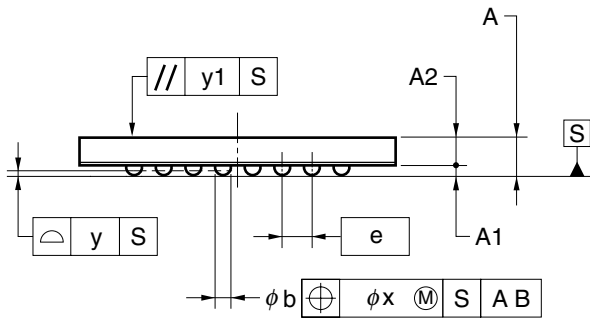 A
// y1 S
A2
S
⌓ y S
e
A1
ϕb ⌖ ϕx Ⓜ S A B